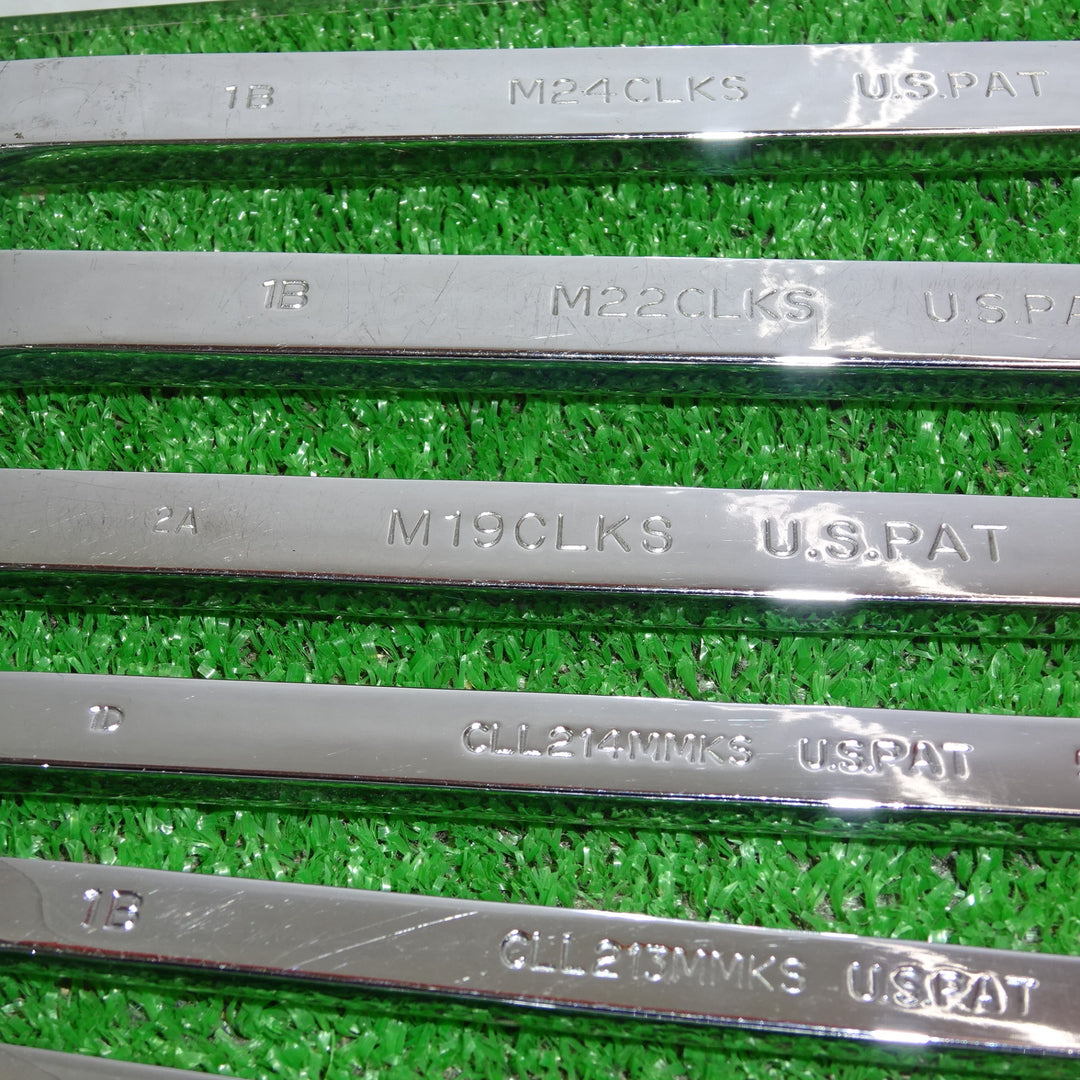 1B M24CLKS U.S.PAT
1B M22CLKS U.S.PA
2A M19CLKS U.S.PAT
1D CLL214MMKS U.S.PAT
1B CLL213MMKS U.S.PAT